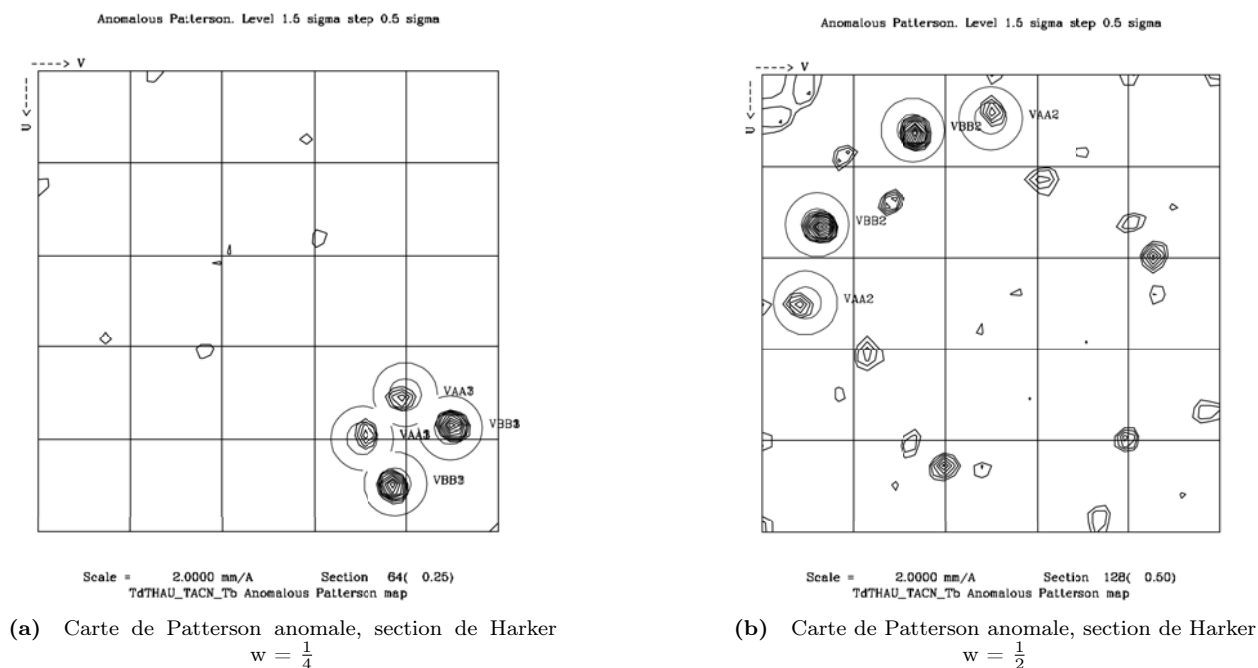 Anomalous Patterson. Level 1.5 sigma step 0.5 sigma
V
U
VAA3
VBB3
VBB3
Scale = 2.0000 mm/A Section 64( 0.25)
TdTHAU_TACN_Tb Anomalous Patterson map
(a) Carte de Patterson anomale, section de Harker
w = 1/4
Anomalous Patterson. Level 1.5 sigma step 0.5 sigma
V
U
VBB2
VAA2
VBB2
VAA2
Scale = 2.0000 mm/A Section 128( 0.50)
TdTHAU_TACN_Tb Anomalous Patterson map
(b) Carte de Patterson anomale, section de Harker
w = 1/2